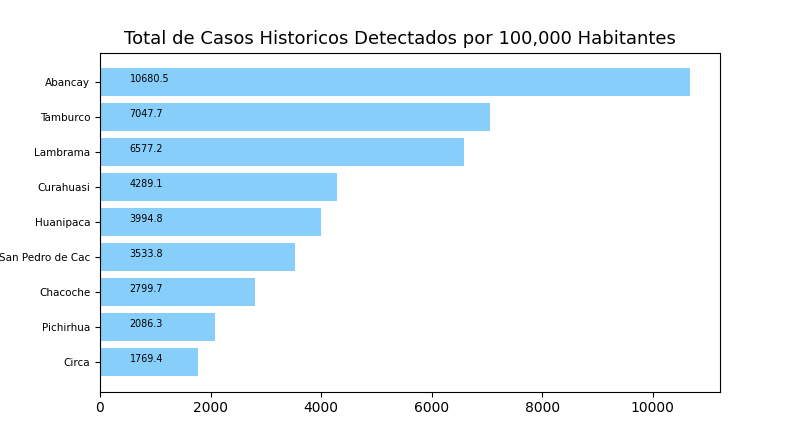 Total de Casos Historicos Detectados por 100,000 Habitantes
Abancay 10680.5
Tamburco 7047.7
Lambrama 6577.2
Curahuasi 4289.1
Huanipaca 3994.8
San Pedro de Cac 3533.8
Chacoche 2799.7
Pichirhua 2086.3
Circa 1769.4
0 2000 4000 6000 8000 10000